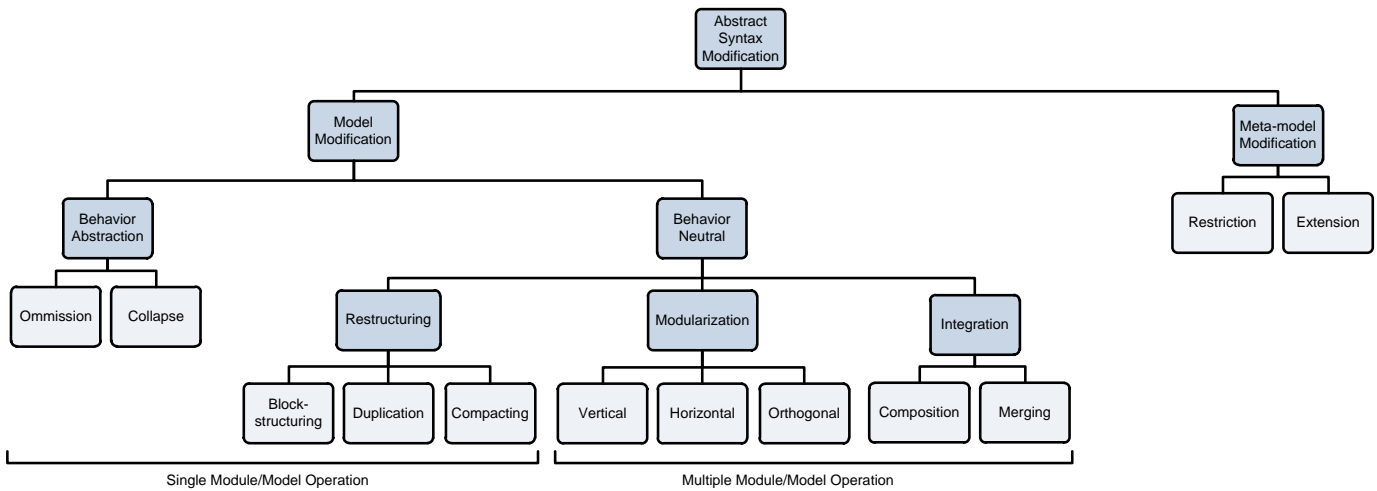 Abstract
Syntax
Modification
Model
Modification
Meta-model
Modification
Behavior
Abstraction
Behavior
Neutral
Restriction
Extension
Ommission
Collapse
Restructuring
Modularization
Integration
Block-
structuring
Duplication
Compacting
Vertical
Horizontal
Orthogonal
Composition
Merging
Single Module/Model Operation
Multiple Module/Model Operation